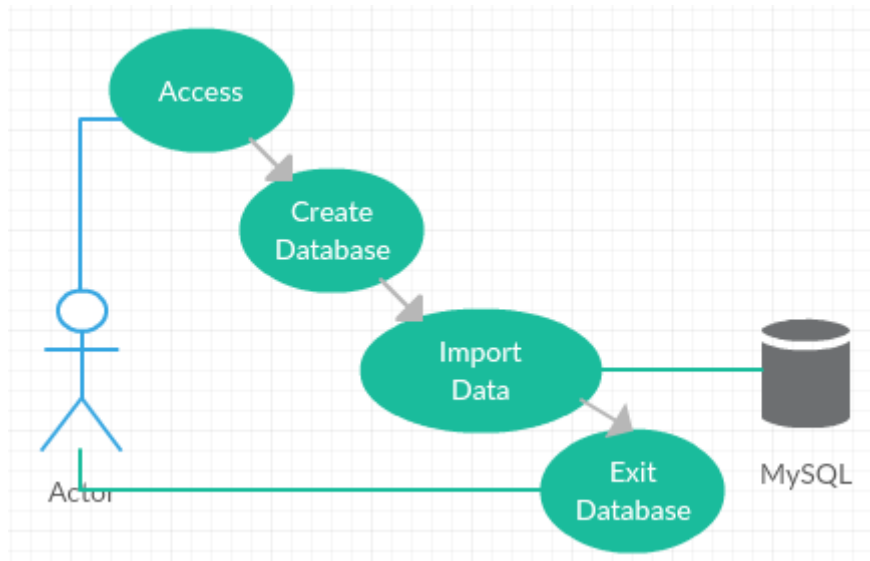 Access
Create
Database
Import
Data
Exit
Database
MySQL
Actor